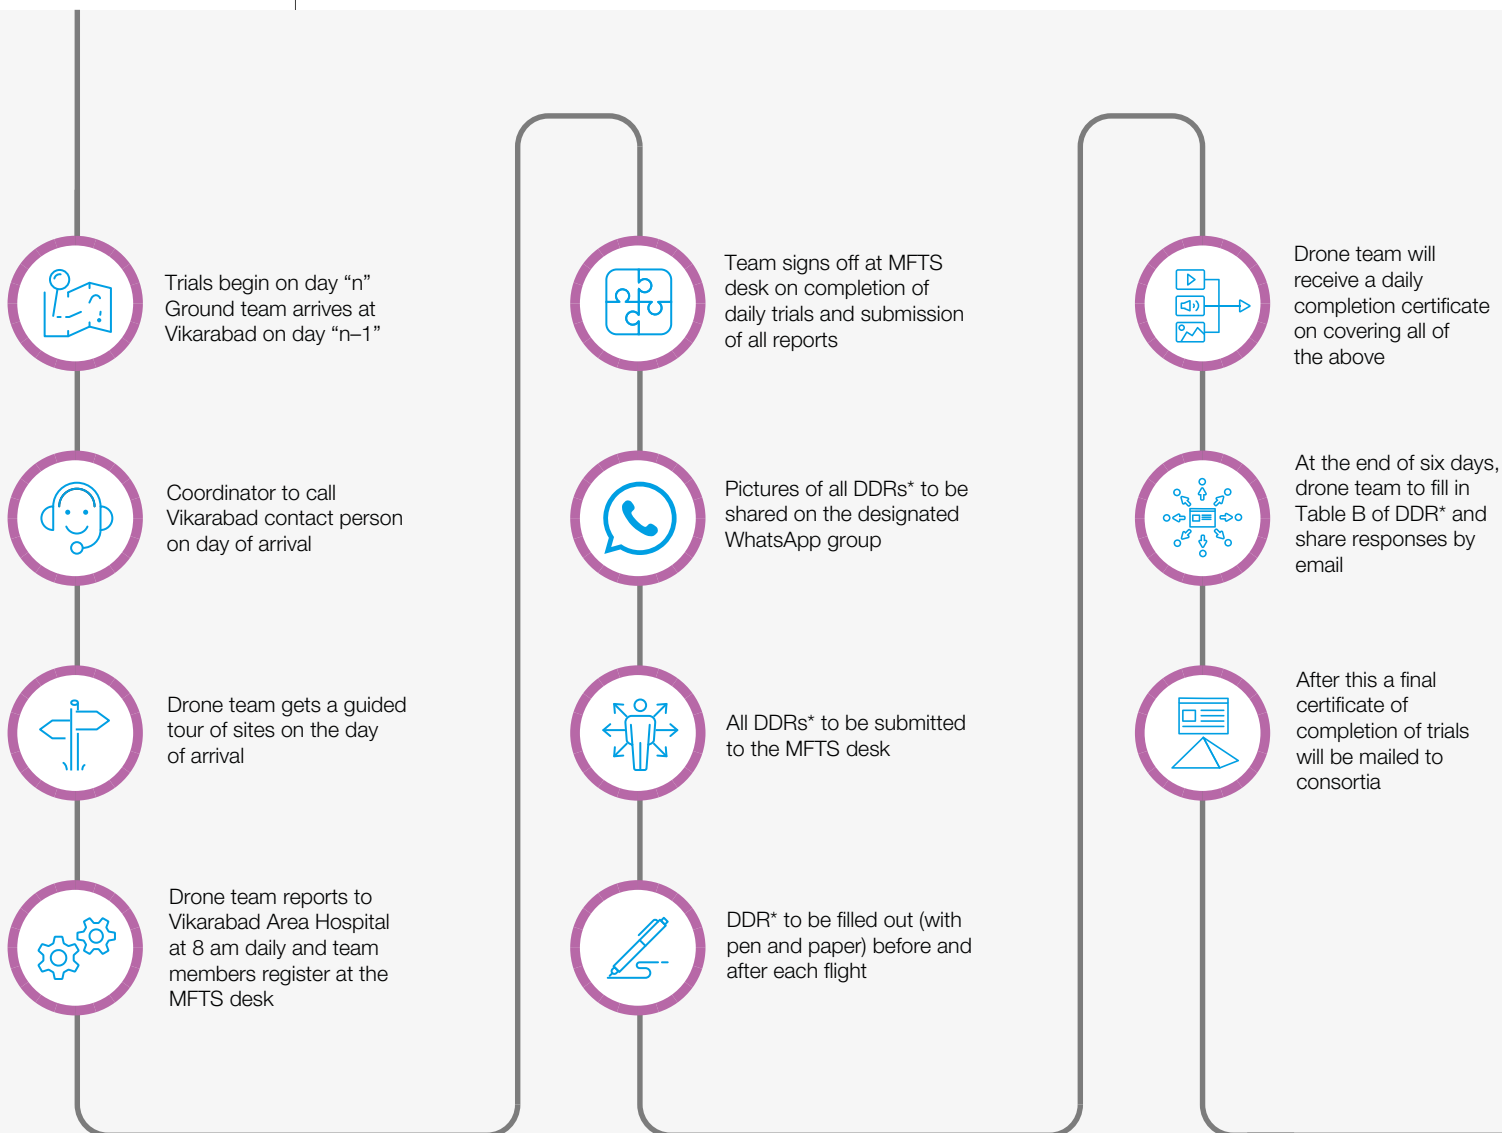 Trials begin on day “n”
Ground team arrives at
Vikarabad on day “n–1”
Coordinator to call
Vikarabad contact person
on day of arrival
Drone team gets a guided
tour of sites on the day
of arrival
Drone team reports to
Vikarabad Area Hospital
at 8 am daily and team
members register at the
MFTS desk
Team signs off at MFTS
desk on completion of
daily trials and submission
of all reports
Pictures of all DDRs* to be
shared on the designated
WhatsApp group
All DDRs* to be submitted
to the MFTS desk
DDR* to be filled out (with
pen and paper) before and
after each flight
Drone team will
receive a daily
completion certificate
on covering all of
the above
At the end of six days,
drone team to fill in
Table B of DDR* and
share responses by
email
After this a final
certificate of
completion of trials
will be mailed to
consortia